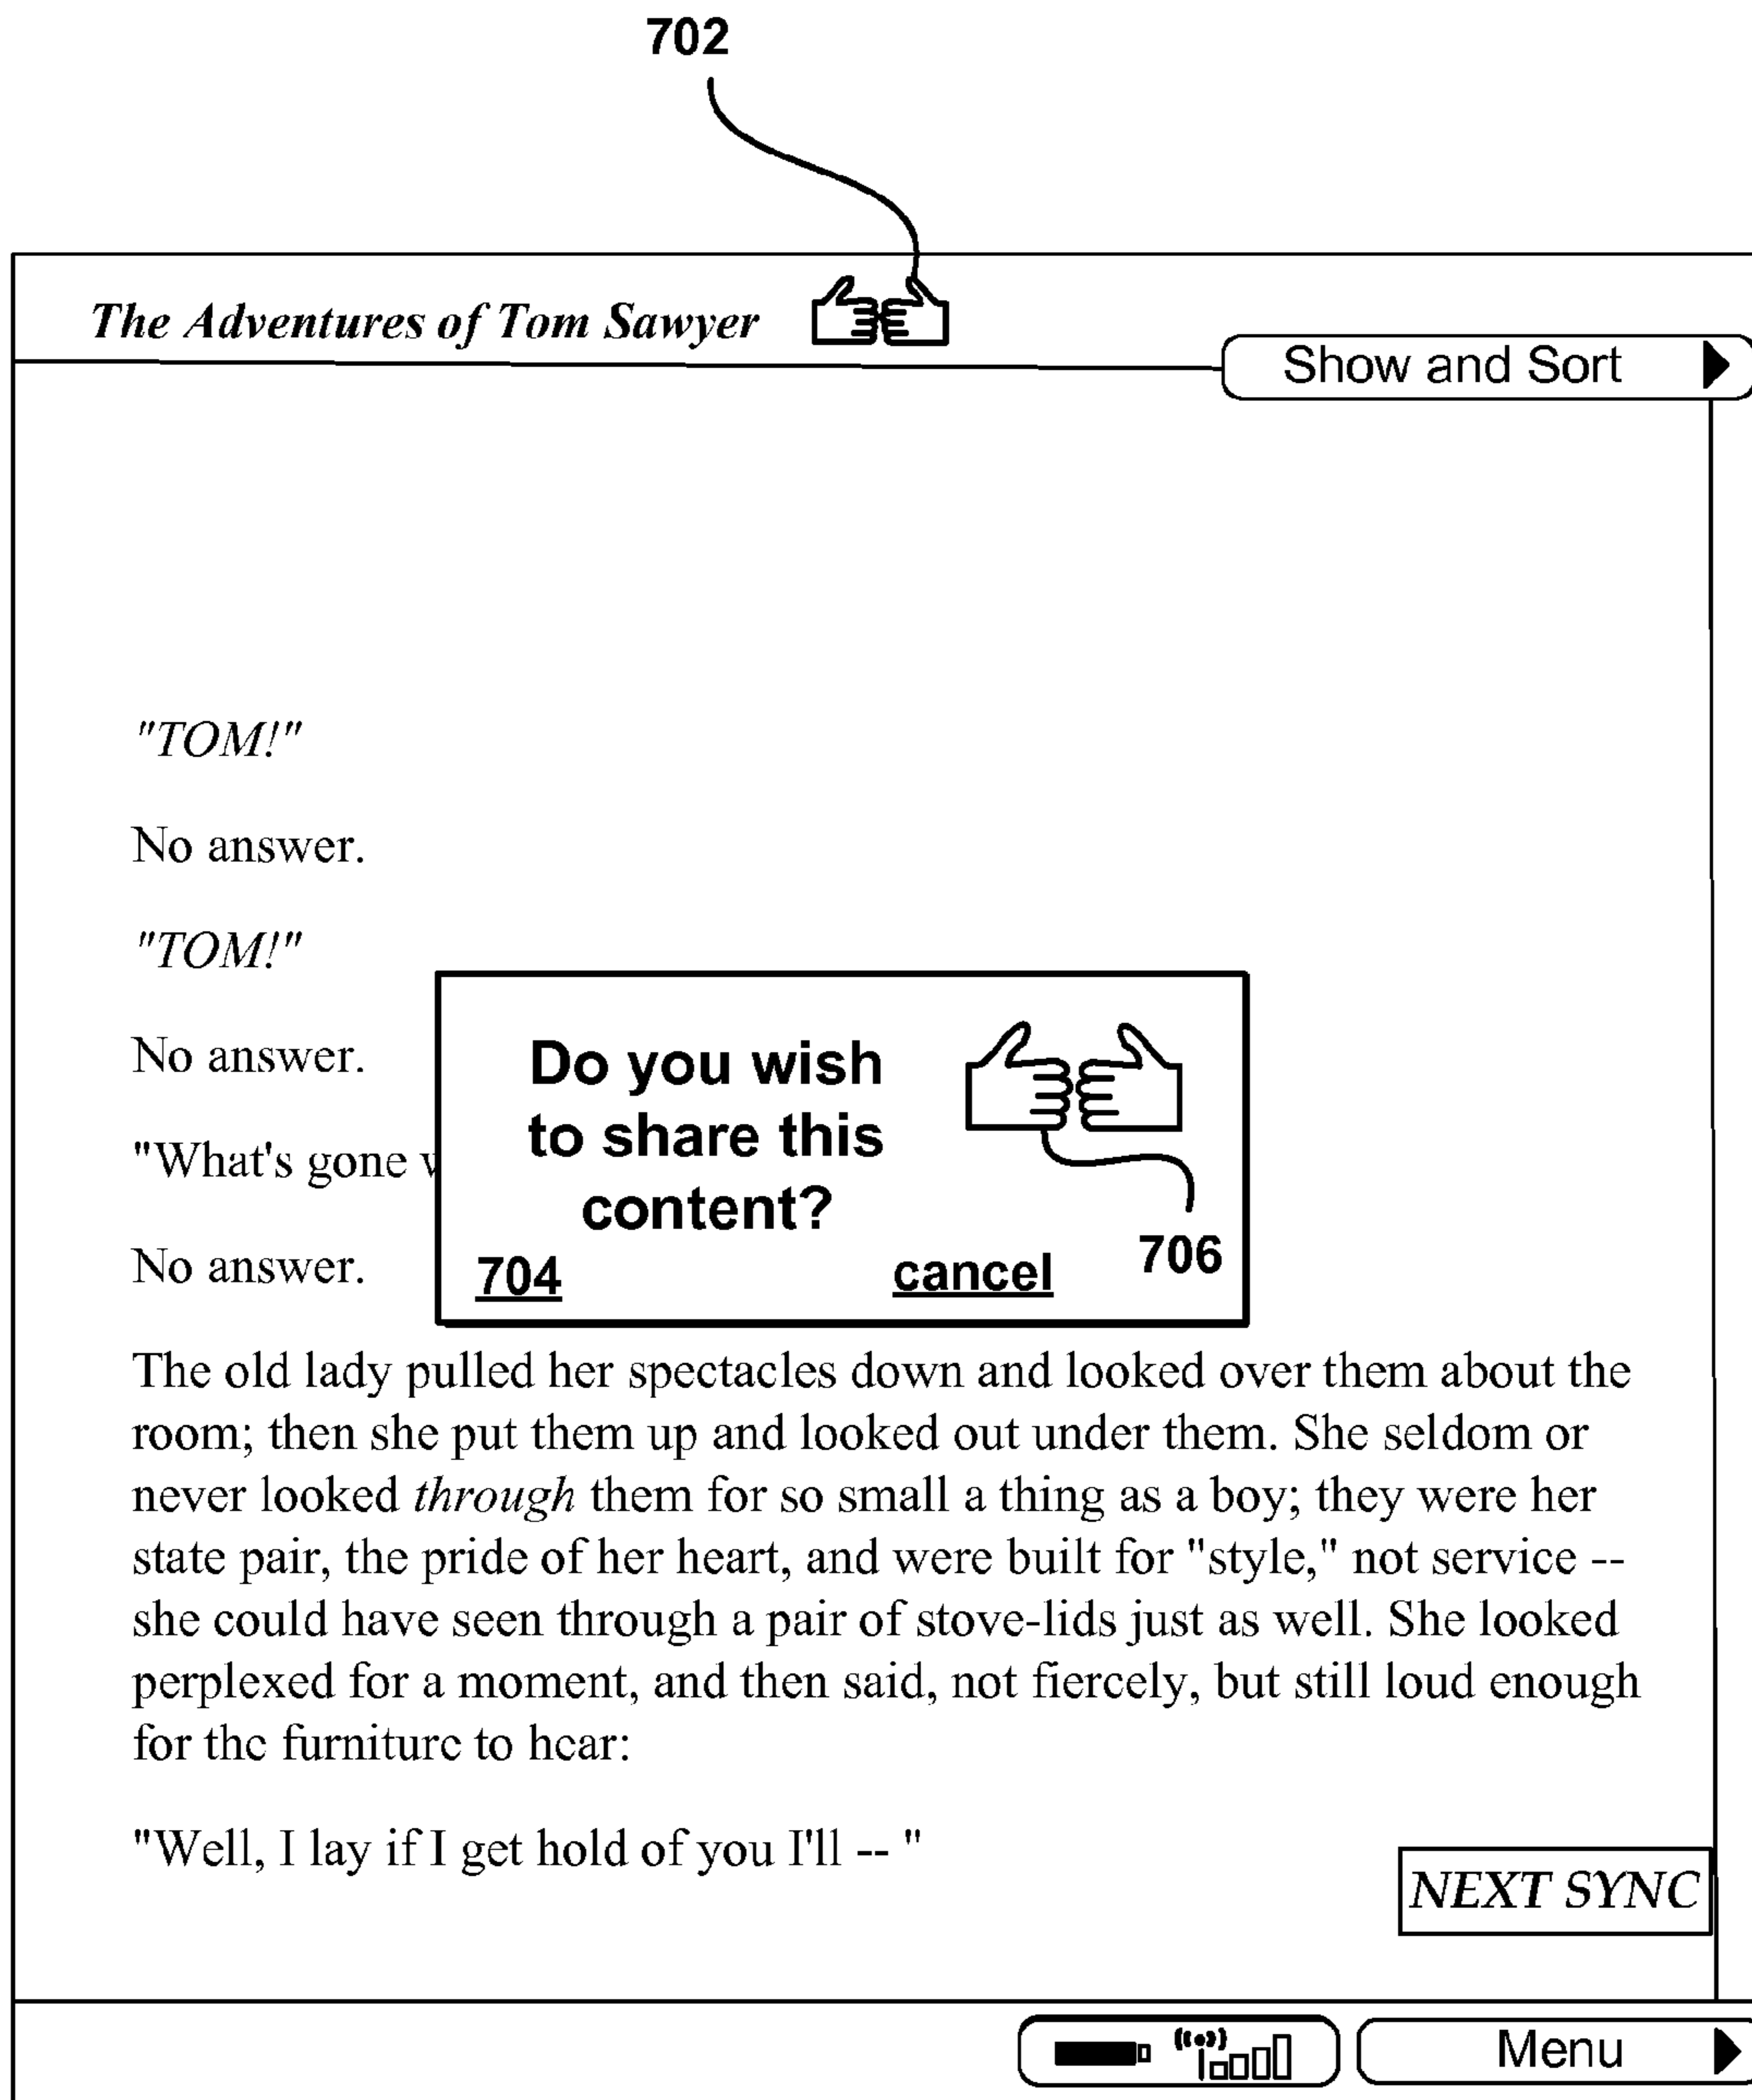 702
The Adventures of Tom Sawyer
Show and Sort
"TOM!"
No answer.
"TOM!"
No answer.
"What's gone
No answer.
Do you wish
to share this
content?
704
cancel
706
The old lady pulled her spectacles down and looked over them about the
room; then she put them up and looked out under them. She seldom or
never looked through them for so small a thing as a boy; they were her
state pair, the pride of her heart, and were built for "style," not service --
she could have seen through a pair of stove-lids just as well. She looked
perplexed for a moment, and then said, not fiercely, but still loud enough
for the furniture to hear:
"Well, I lay if I get hold of you I'll -- "
NEXT SYNC
Menu